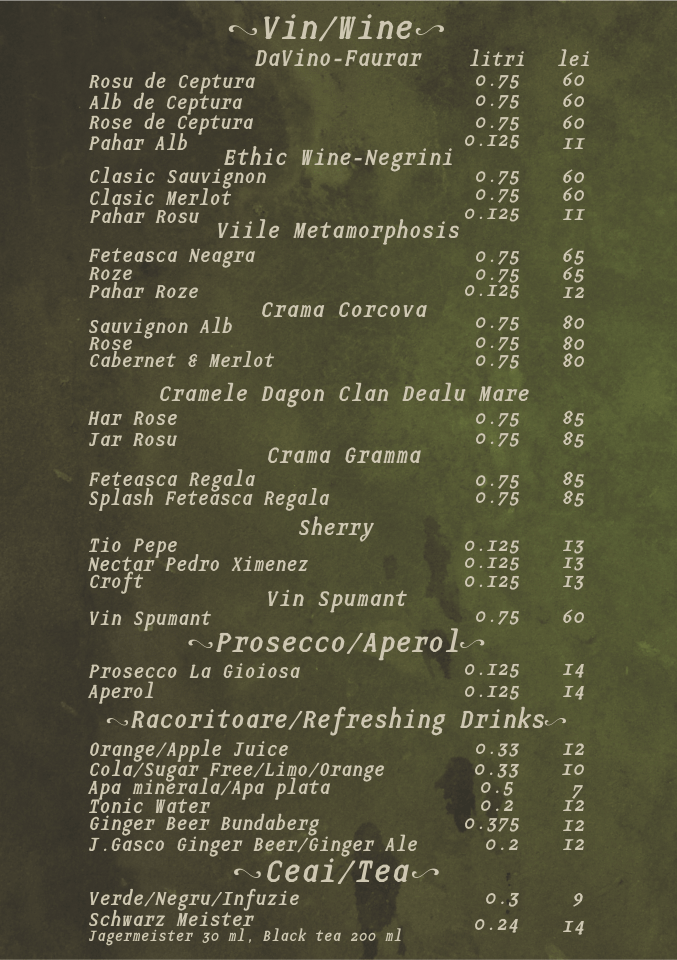 Vin/Wine
DaVino-Faurar litri lei
Rosu de Ceptura 0.75 60
Alb de Ceptura 0.75 60
Rose de Ceptura 0.75 60
Pahar Alb 0.125 11
Ethic Wine-Negrini
Clasic Sauvignon 0.75 60
Clasic Merlot 0.75 60
Pahar Rosu 0.125 11
Viile Metamorphosis
Feteasca Neagra 0.75 65
Roze 0.75 65
Pahar Roze 0.125 12
Crama Corcova
Sauvignon Alb 0.75 80
Rose 0.75 80
Cabernet & Merlot 0.75 80
Cramele Dagon Clan Dealu Mare
Har Rose 0.75 85
Jar Rosu 0.75 85
Crama Gramma
Feteasca Regala 0.75 85
Splash Feteasca Regala 0.75 85
Sherry
Tio Pepe 0.125 13
Nectar Pedro Ximenez 0.125 13
Croft 0.125 13
Vin Spumant
Vin Spumant 0.75 60
Prosecco/Aperol
Prosecco La Gioiosa 0.125 14
Aperol 0.125 14
Racoritoare/Refreshing Drinks
Orange/Apple Juice 0.33 12
Cola/Sugar Free/Limo/Orange 0.33 10
Apa minerala/Apa plata 0.5 7
Tonic Water 0.2 12
Ginger Beer Bundaberg 0.375 12
J.Gasco Ginger Beer/Ginger Ale 0.2 12
Ceai/Tea
Verde/Negru/Infuzie 0.3 9
Schwarz Meister 0.24 14
Jagermeister 30 ml, Black tea 200 ml